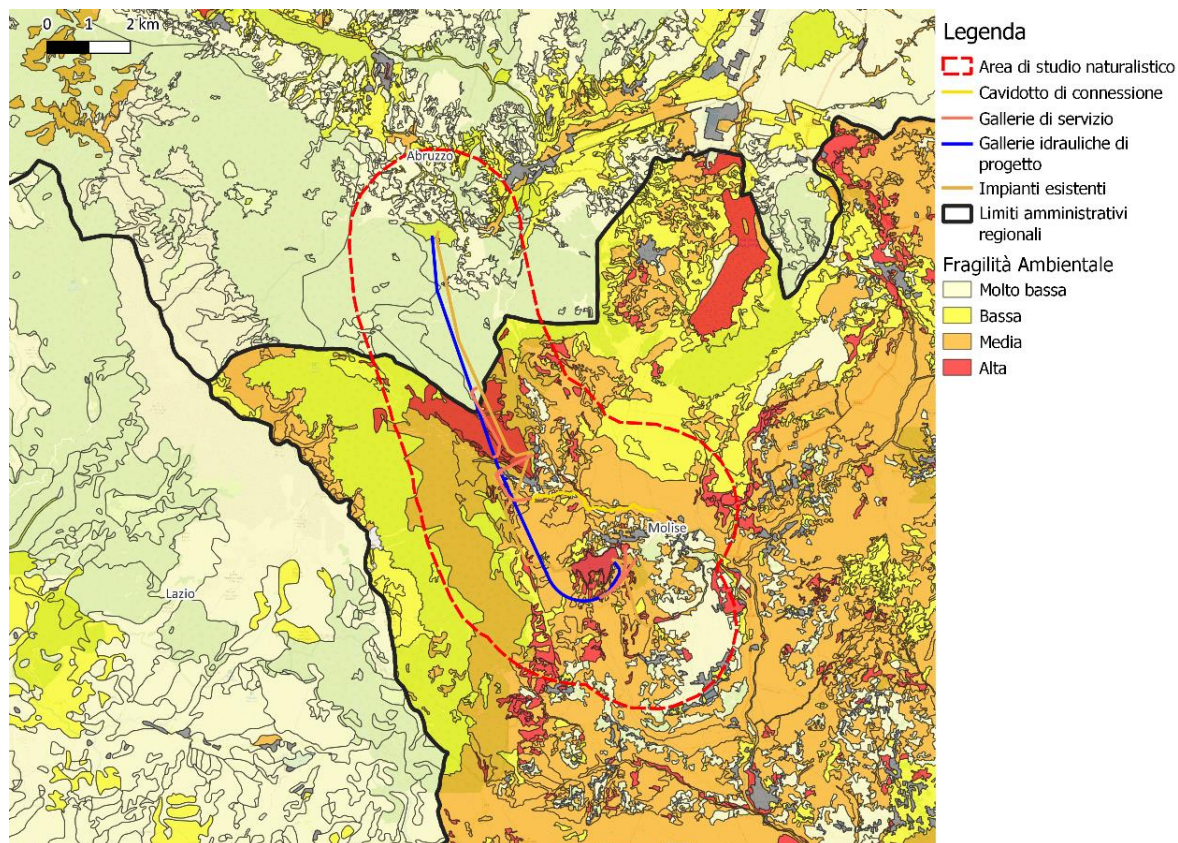 0 1 2 km
Abruzzo
Molise
Lazio
Legenda
Area di studio naturalistico
Cavidotto di connessione
Gallerie di servizio
Gallerie idrauliche di
progetto
Impianti esistenti
Limiti amministrativi
regionali
Fragilità Ambientale
Molto bassa
Bassa
Media
Alta